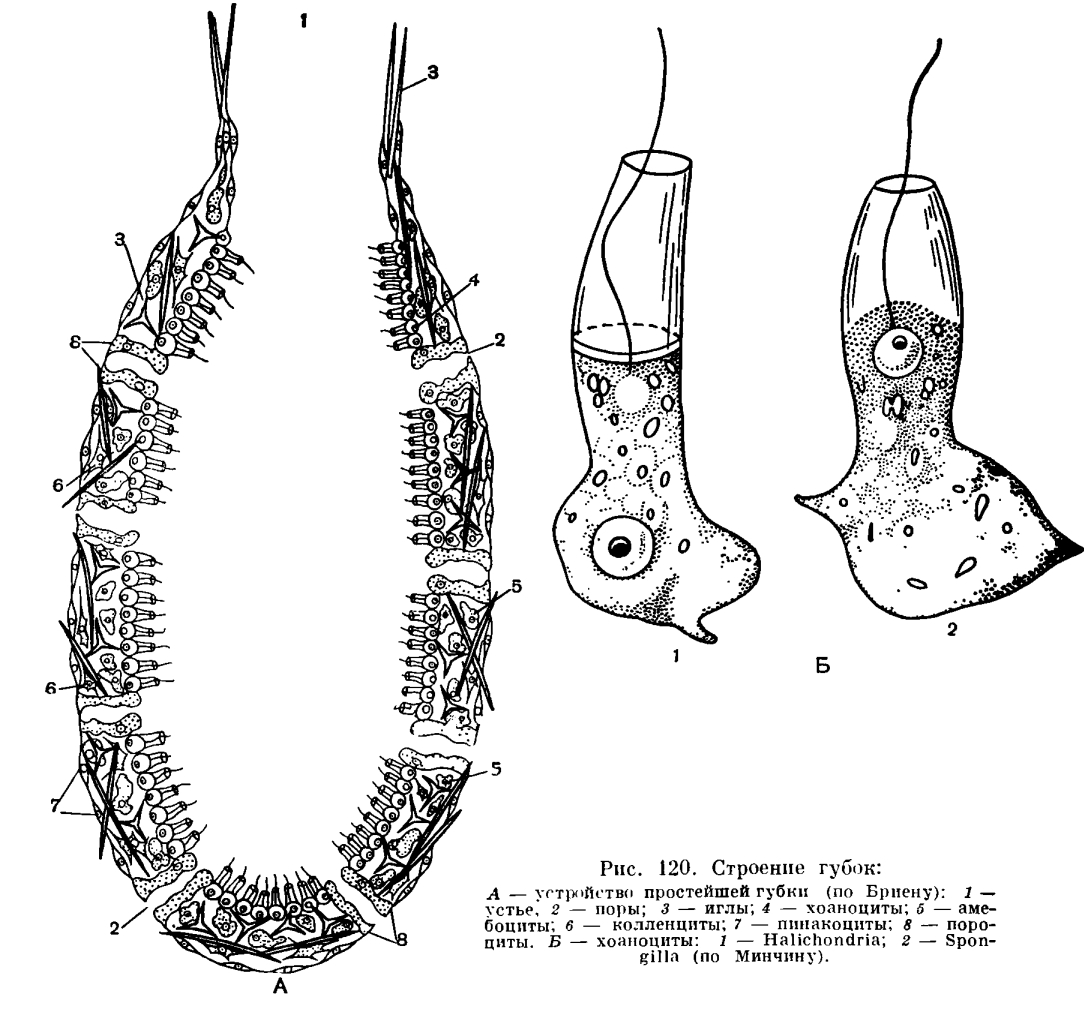 1
3
3
4
8
2
6
6
5
7
5
2
8
А
1
2
Б
Рис. 120. Строение губок:
А — устройство простейшей губки (по Бриену): 1 —
устье, 2 — поры; 3 — иглы; 4 — хоаноциты; 5 — аме-
боциты; 6 — колленциты; 7 — пинакоциты; 8 — поро-
циты. Б — хоаноциты: 1 — Halichondria; 2 — Spon-
gilla (по Минчину).